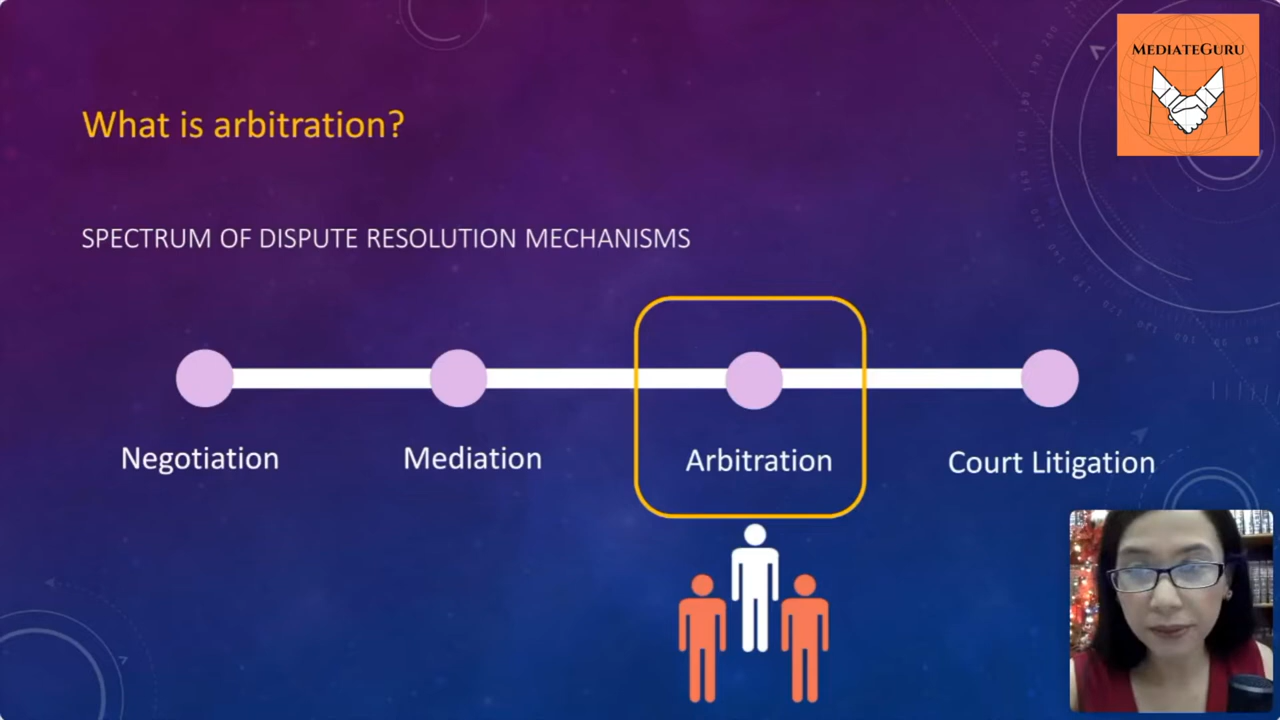 MEDIATEGURU
What is arbitration?
SPECTRUM OF DISPUTE RESOLUTION MECHANISMS
Negotiation
Mediation
Arbitration
Court Litigation